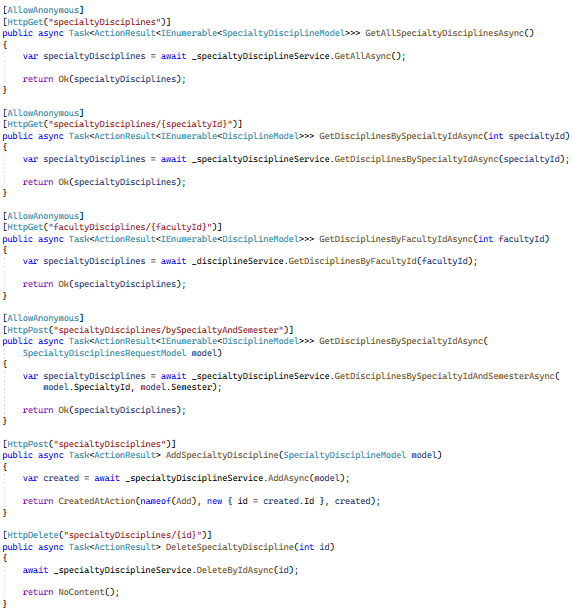 [AllowAnonymous]
[HttpGet("specialtyDisciplines")]
public async Task<ActionResult<IEnumerable<SpecialtyDisciplineModel>>> GetAllSpecialtyDisciplinesAsync()
{
    var specialtyDisciplines = await _specialtyDisciplineService.GetAllAsync();

    return Ok(specialtyDisciplines);
}

[AllowAnonymous]
[HttpGet("specialtyDisciplines/{specialtyId}")]
public async Task<ActionResult<IEnumerable<DisciplineModel>>> GetDisciplinesBySpecialtyIdAsync(int specialtyId)
{
    var specialtyDisciplines = await _specialtyDisciplineService.GetDisciplinesBySpecialtyIdAsync(specialtyId);

    return Ok(specialtyDisciplines);
}

[AllowAnonymous]
[HttpGet("facultyDisciplines/{facultyId}")]
public async Task<ActionResult<IEnumerable<DisciplineModel>>> GetDisciplinesByFacultyIdAsync(int facultyId)
{
    var specialtyDisciplines = await _disciplineService.GetDisciplinesByFacultyId(facultyId);

    return Ok(specialtyDisciplines);
}

[AllowAnonymous]
[HttpPost("specialtyDisciplines/bySpecialtyAndSemester")]
public async Task<ActionResult<IEnumerable<DisciplineModel>>> GetDisciplinesBySpecialtyIdAsync(
    SpecialtyDisciplinesRequestModel model)
{
    var specialtyDisciplines = await _specialtyDisciplineService.GetDisciplinesBySpecialtyIdAndSemesterAsync(
        model.SpecialtyId, model.Semester);

    return Ok(specialtyDisciplines);
}

[HttpPost("specialtyDisciplines")]
public async Task<ActionResult> AddSpecialtyDiscipline(SpecialtyDisciplineModel model)
{
    var created = await _specialtyDisciplineService.AddAsync(model);

    return CreatedAtAction(nameof(Add), new { id = created.Id }, created);
}

[HttpDelete("specialtyDisciplines/{id}")]
public async Task<ActionResult> DeleteSpecialtyDiscipline(int id)
{
    await _specialtyDisciplineService.DeleteByIdAsync(id);

    return NoContent();
}